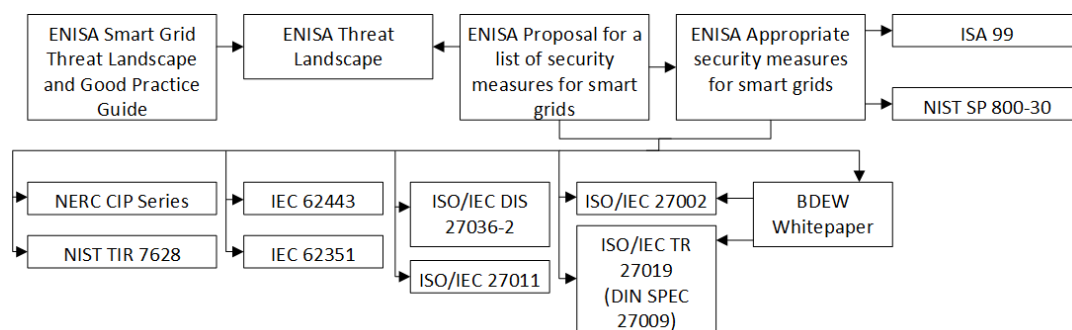 ENISA Smart Grid
Threat Landscape
and Good Practice
Guide
ENISA Threat
Landscape
ENISA Proposal for a
list of security
measures for smart
grids
ENISA Appropriate
security measures
for smart grids
ISA 99
NIST SP 800-30
NERC CIP Series
NIST TIR 7628
IEC 62443
IEC 62351
ISO/IEC DIS
27036-2
ISO/IEC 27011
ISO/IEC 27002
ISO/IEC TR
27019
(DIN SPEC
27009)
BDEW
Whitepaper